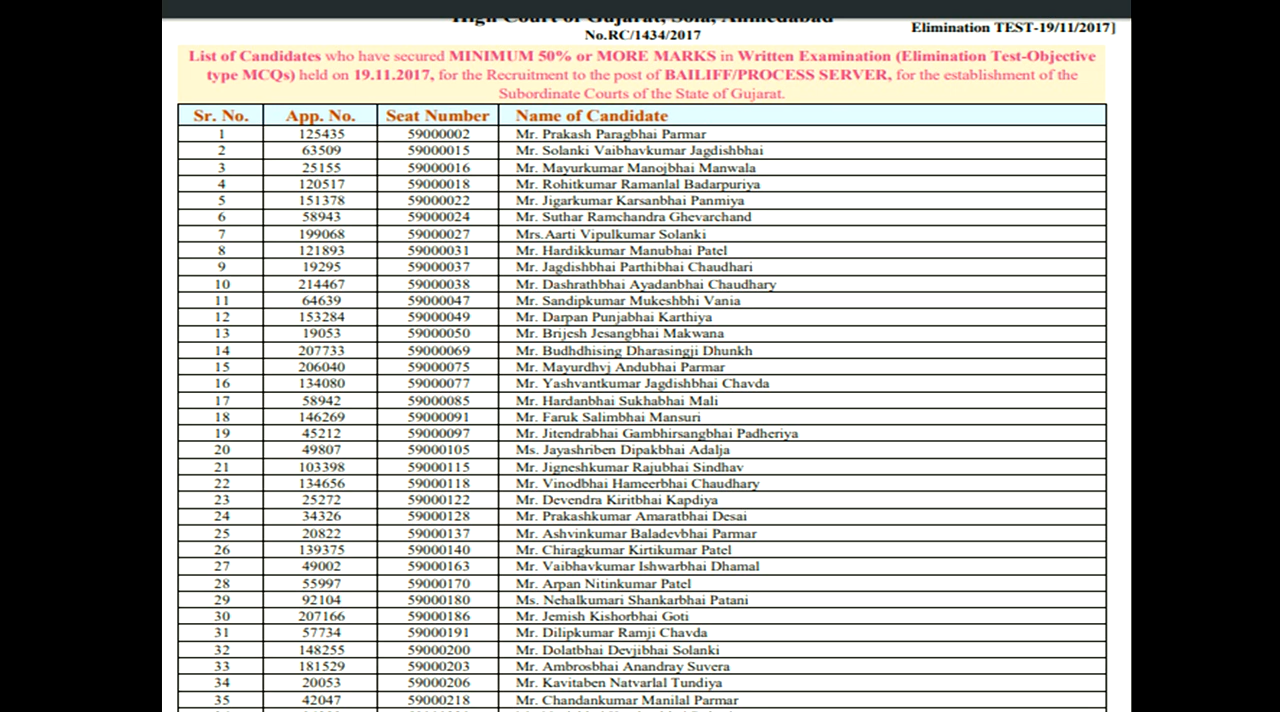 High Court of Gujarat, Sola, Ahmedabad
No.RC/1434/2017
Elimination TEST-19/11/2017]
List of Candidates who have secured MINIMUM 50% or MORE MARKS in Written Examination (Elimination Test-Objective
type MCQs) held on 19.11.2017, for the Recruitment to the post of BAILIFF/PROCESS SERVER, for the establishment of the
Subordinate Courts of the State of Gujarat.
Sr. No. App. No. Seat Number Name of Candidate
1 125435 59000002 Mr. Prakash Paragbhai Parmar
2 63509 59000015 Mr. Solanki Vaibhavkumar Jagdishbhai
3 25155 59000016 Mr. Mayurkumar Manojbhai Manwala
4 120517 59000018 Mr. Rohitkumar Ramanlal Badarpuriya
5 151378 59000022 Mr. Jigarkumar Karsanbhai Panmiya
6 58943 59000024 Mr. Suthar Ramchandra Ghevarchand
7 199068 59000027 Mrs.Aarti Vipulkumar Solanki
8 121893 59000031 Mr. Hardikkumar Manubhai Patel
9 19295 59000037 Mr. Jagdishbhai Parthibhai Chaudhari
10 214467 59000038 Mr. Dashrathbhai Ayadanbhai Chaudhary
11 64639 59000047 Mr. Sandipkumar Mukeshbhi Vania
12 153284 59000049 Mr. Darpan Punjabhai Karthiya
13 19053 59000050 Mr. Brijesh Jesangbhai Makwana
14 207733 59000069 Mr. Budhdhising Dharasingji Dhunkh
15 206040 59000075 Mr. Mayurdhvj Andubhai Parmar
16 134080 59000077 Mr. Yashvantkumar Jagdishbhai Chavda
17 58942 59000085 Mr. Hardanbhai Sukhabhai Mali
18 146269 59000091 Mr. Faruk Salimbhai Mansuri
19 45212 59000097 Mr. Jitendrabhai Gambhirsangbhai Padheriya
20 49807 59000105 Ms. Jayashriben Dipakbhai Adalja
21 103398 59000115 Mr. Jigneshkumar Rajubhai Sindhav
22 134656 59000118 Mr. Vinodbhai Hameerbhai Chaudhary
23 25272 59000122 Mr. Devendra Kiritbhai Kapdiya
24 34326 59000128 Mr. Prakashkumar Amaratbhai Desai
25 20822 59000137 Mr. Ashvinkumar Baladevbhai Parmar
26 139375 59000140 Mr. Chiragkumar Kirtikumar Patel
27 49002 59000163 Mr. Vaibhavkumar Ishwarbhai Dhamal
28 55997 59000170 Mr. Arpan Nitinkumar Patel
29 92104 59000180 Ms. Nehalkumari Shankarbhai Patani
30 207166 59000186 Mr. Jemish Kishorbhai Goti
31 57734 59000191 Mr. Dilipkumar Ramji Chavda
32 148255 59000200 Mr. Dolatbhai Devjibhai Solanki
33 181529 59000203 Mr. Ambrosbhai Anandray Suvera
34 20053 59000206 Mr. Kavitaben Natvarlal Tundiya
35 42047 59000218 Mr. Chandankumar Manilal Parmar